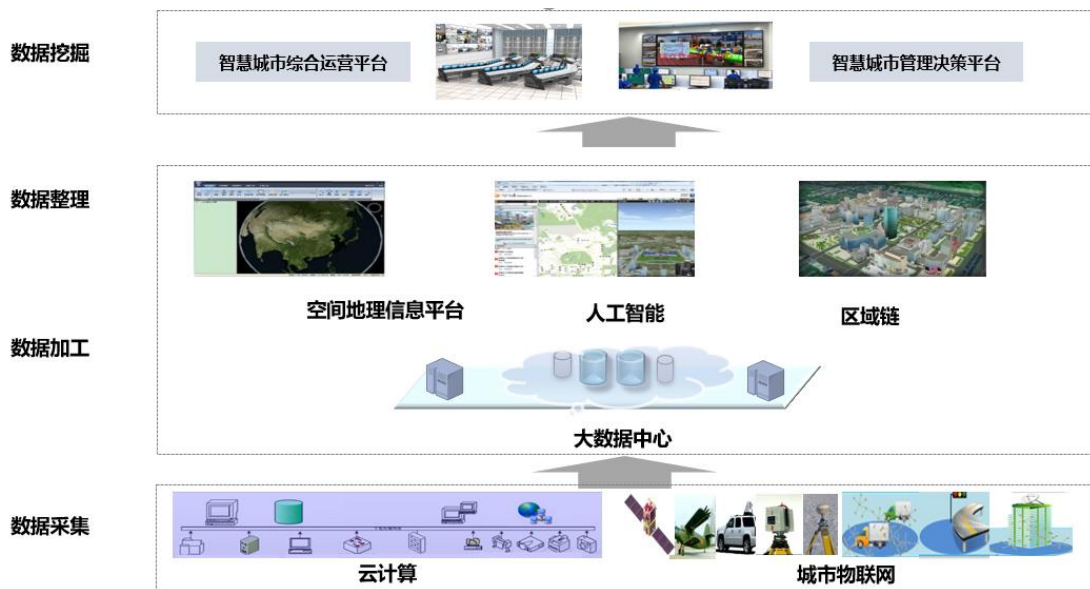 数据挖掘
智慧城市综合运营平台
智慧城市管理决策平台
数据整理
空间地理信息平台
人工智能
区域链
数据加工
大数据中心
数据采集
云计算
城市物联网